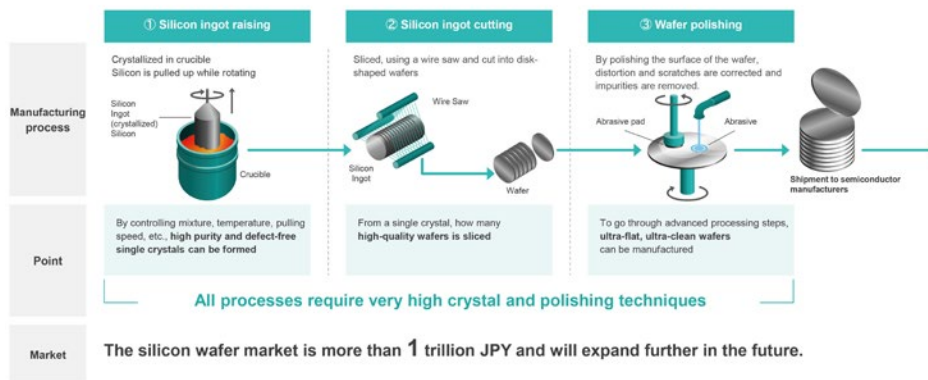 ① Silicon ingot raising
② Silicon ingot cutting
③ Wafer polishing
Manufacturing
process
Crystallized in crucible
Silicon is pulled up while rotating
Silicon
Ingot
(crystallized)
Silicon
Crucible
Sliced, using a wire saw and cut into disk-
shaped wafers
Wire Saw
Silicon
Ingot
Wafer
By polishing the surface of the wafer,
distortion and scratches are corrected and
impurities are removed.
Abrasive pad
Abrasive
Shipment to semiconductor
manufacturers
Point
By controlling mixture, temperature, pulling
speed, etc., high purity and defect-free
single crystals can be formed
From a single crystal, how many
high-quality wafers is sliced
To go through advanced processing steps,
ultra-flat, ultra-clean wafers
can be manufactured
All processes require very high crystal and polishing techniques
Market
The silicon wafer market is more than 1 trillion JPY and will expand further in the future.